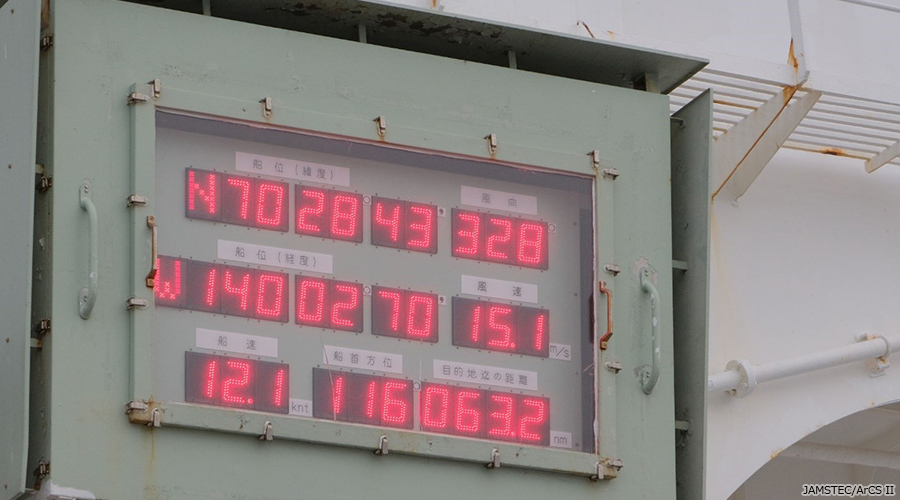 船位(緯度)
N70 28 43
風向
328
船位(経度)
W140 02 70
風速
15.1 m/s
船速
12.1 knt
船首方位
116
目的地迄の距離
063.2 nm
JAMSTEC/ArCS II